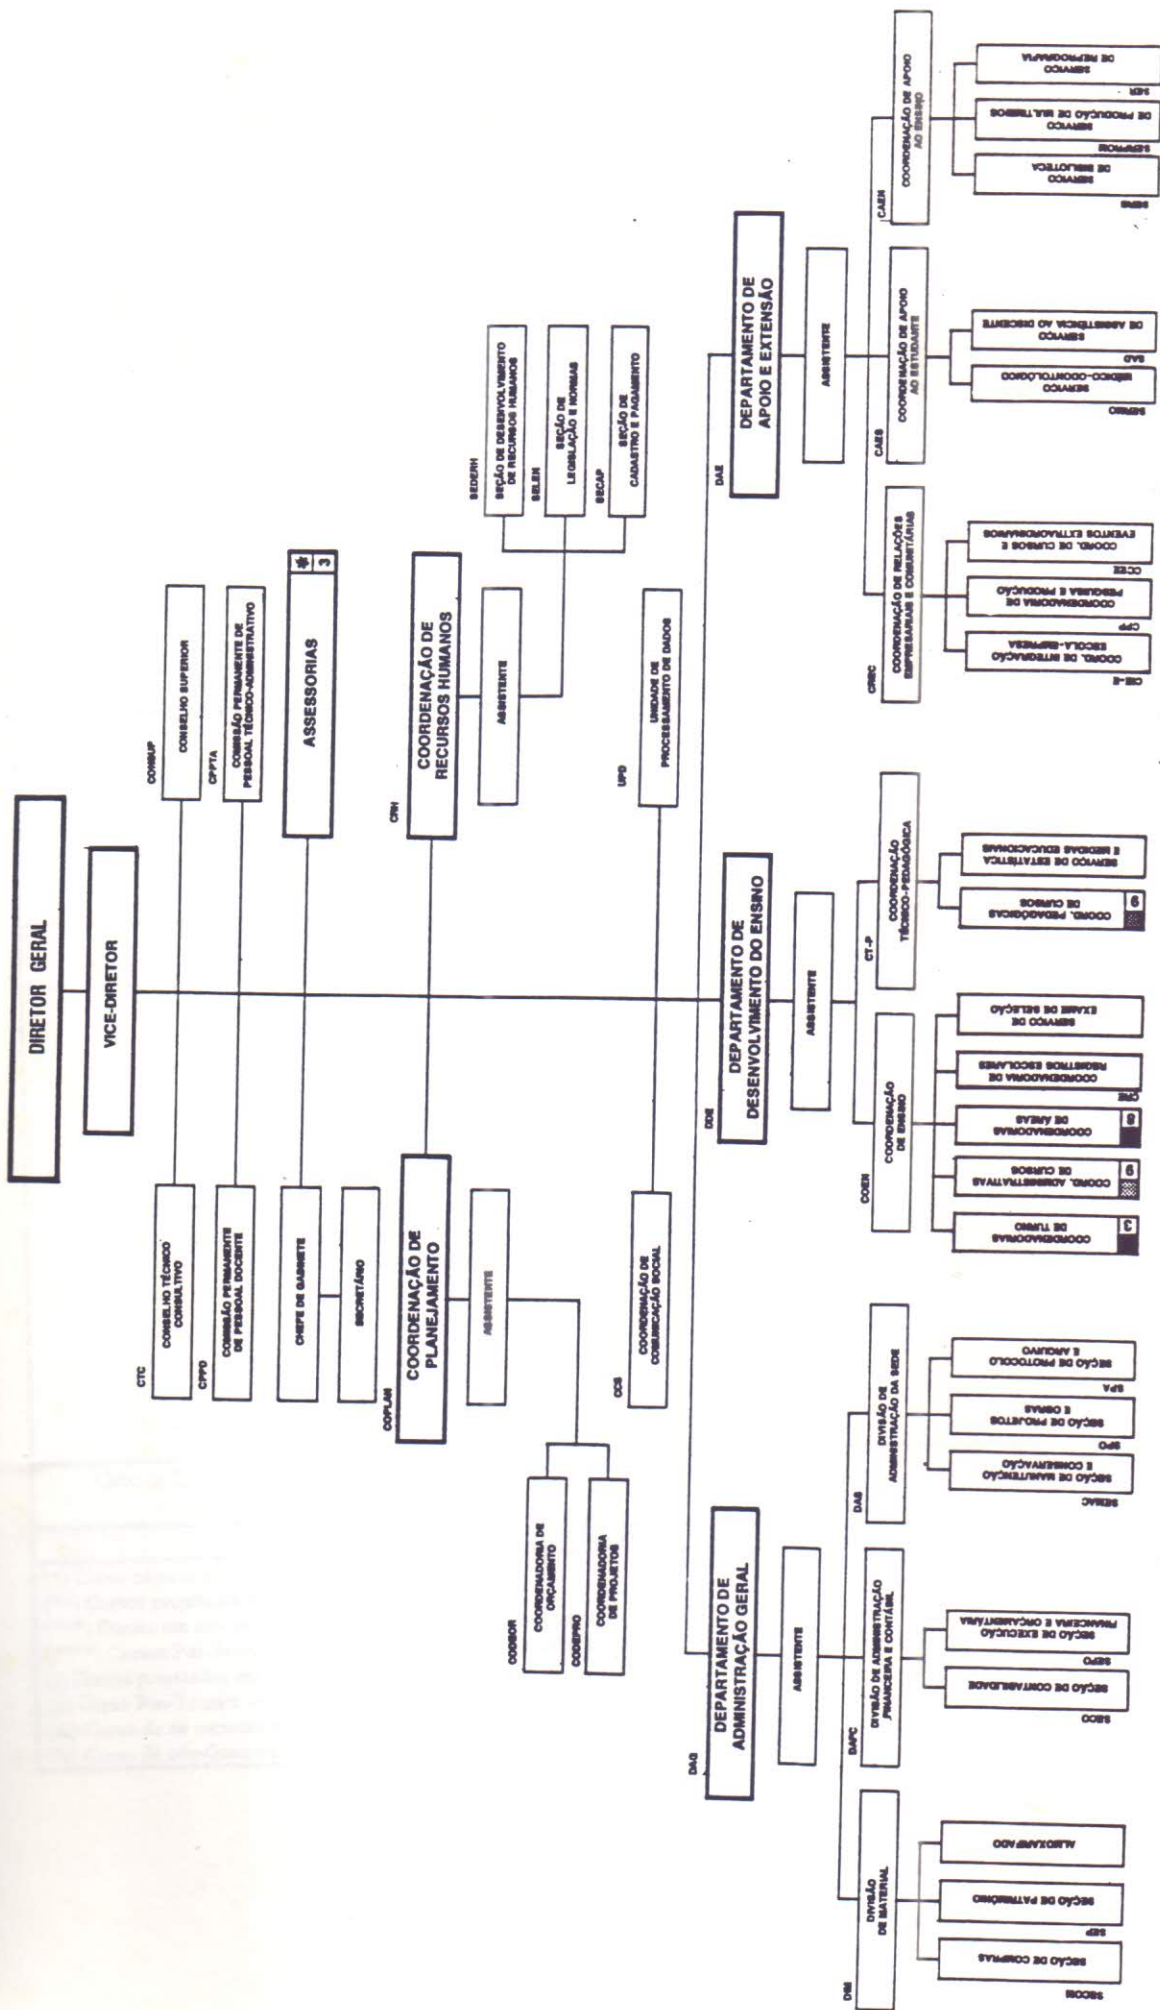 DIRETOR GERAL
VICE-DIRETOR
CTC
CONSELHO TÉCNICO
CONSULTIVO
CONSUP
CONSELHO SUPERIOR
CPPD
COMISSÃO PERMANENTE
DE PESSOAL DOCENTE
CPPTA
COMISSÃO PERMANENTE DE
PESSOAL TÉCNICO-ADMINISTRATIVO
CHEFE DE GABINETE
SECRETÁRIO
ASSESSORIAS
* 3
COPLAN
COORDENAÇÃO DE
PLANEJAMENTO
ASSISTENTE
COORDENADORIA DE
ORÇAMENTO
COOEPRO
COORDENADORIA
DE PROJETOS
CRH
COORDENAÇÃO DE
RECURSOS HUMANOS
ASSISTENTE
SEDERH
SEÇÃO DE DESENVOLVIMENTO
DE RECURSOS HUMANOS
SELEN
SEÇÃO DE
LEGISLAÇÃO E NORMAS
SECAP
SEÇÃO DE
CADASTRO E PAGAMENTO
CCS
COORDENAÇÃO DE
COMUNICAÇÃO SOCIAL
UPD
UNIDADE DE
PROCESSAMENTO DE DADOS
DAG
DEPARTAMENTO DE
ADMINISTRAÇÃO GERAL
ASSISTENTE
DIM
DIVISÃO
DE MATERIAL
SECOM
SEÇÃO DE COMPRAS
SEP
SEÇÃO DE PATRIMÔNIO
ALMOXARIFADO
DAFC
DIVISÃO DE ADMINISTRAÇÃO
FINANCEIRA E CONTÁBIL
SECO
SEÇÃO DE CONTABILIDADE
SEFO
SEÇÃO DE EXECUÇÃO
FINANCEIRA E ORÇAMENTÁRIA
DAS
DIVISÃO DE
ADMINISTRAÇÃO DA SEDE
SEMAC
SEÇÃO DE MANUTENÇÃO
E CONSERVAÇÃO
SPO
SEÇÃO DE PROJETOS
E OBRAS
SPA
SEÇÃO DE PROTOCOLO
E ARQUIVO
DDE
DEPARTAMENTO DE
DESENVOLVIMENTO DO ENSINO
ASSISTENTE
COEN
COORDENAÇÃO
DE ENSINO
COORDENADORIAS
DE TURNO
3
COORD. ADMINISTRATIVAS
DE CURSOS
9
COORDENADORIAS
DE ÁREAS
8
CRE
COORDENADORIA DE
REGISTROS ESCOLARES
SERVIÇO DE
EXAME DE SELEÇÃO
CT-P
COORDENAÇÃO
TÉCNICO-PEDAGÓGICA
COORD. PEDAGÓGICAS
DE CURSOS
9
SERVIÇO DE ESTATÍSTICA
E MEDIDAS EDUCACIONAIS
DAE
DEPARTAMENTO DE
APOIO E EXTENSÃO
ASSISTENTE
CREC
COORDENAÇÃO DE RELAÇÕES
EMPRESARIAIS E COMUNITÁRIAS
CIE-E
COORD. DE INTEGRAÇÃO
ESCOLA-EMPRESA
CPP
COORDENADORIA DE
PESQUISA E PRODUÇÃO
CCEE
COORD. DE CURSOS E
EVENTOS EXTRAORDINÁRIOS
CAES
COORDENAÇÃO DE APOIO
AO ESTUDANTE
SERMO
SERVIÇO
MÉDICO-ODONTOLÓGICO
SAD
SERVIÇO
DE ASSISTÊNCIA AO DISCENTE
CAEN
COORDENAÇÃO DE APOIO
AO ENSINO
SERVIÇO
DE BIBLIOTECA
SERPROM
SERVIÇO
DE PRODUÇÃO DE MULTIMEIOS
SER
SERVIÇO
DE REPROGRAFIA